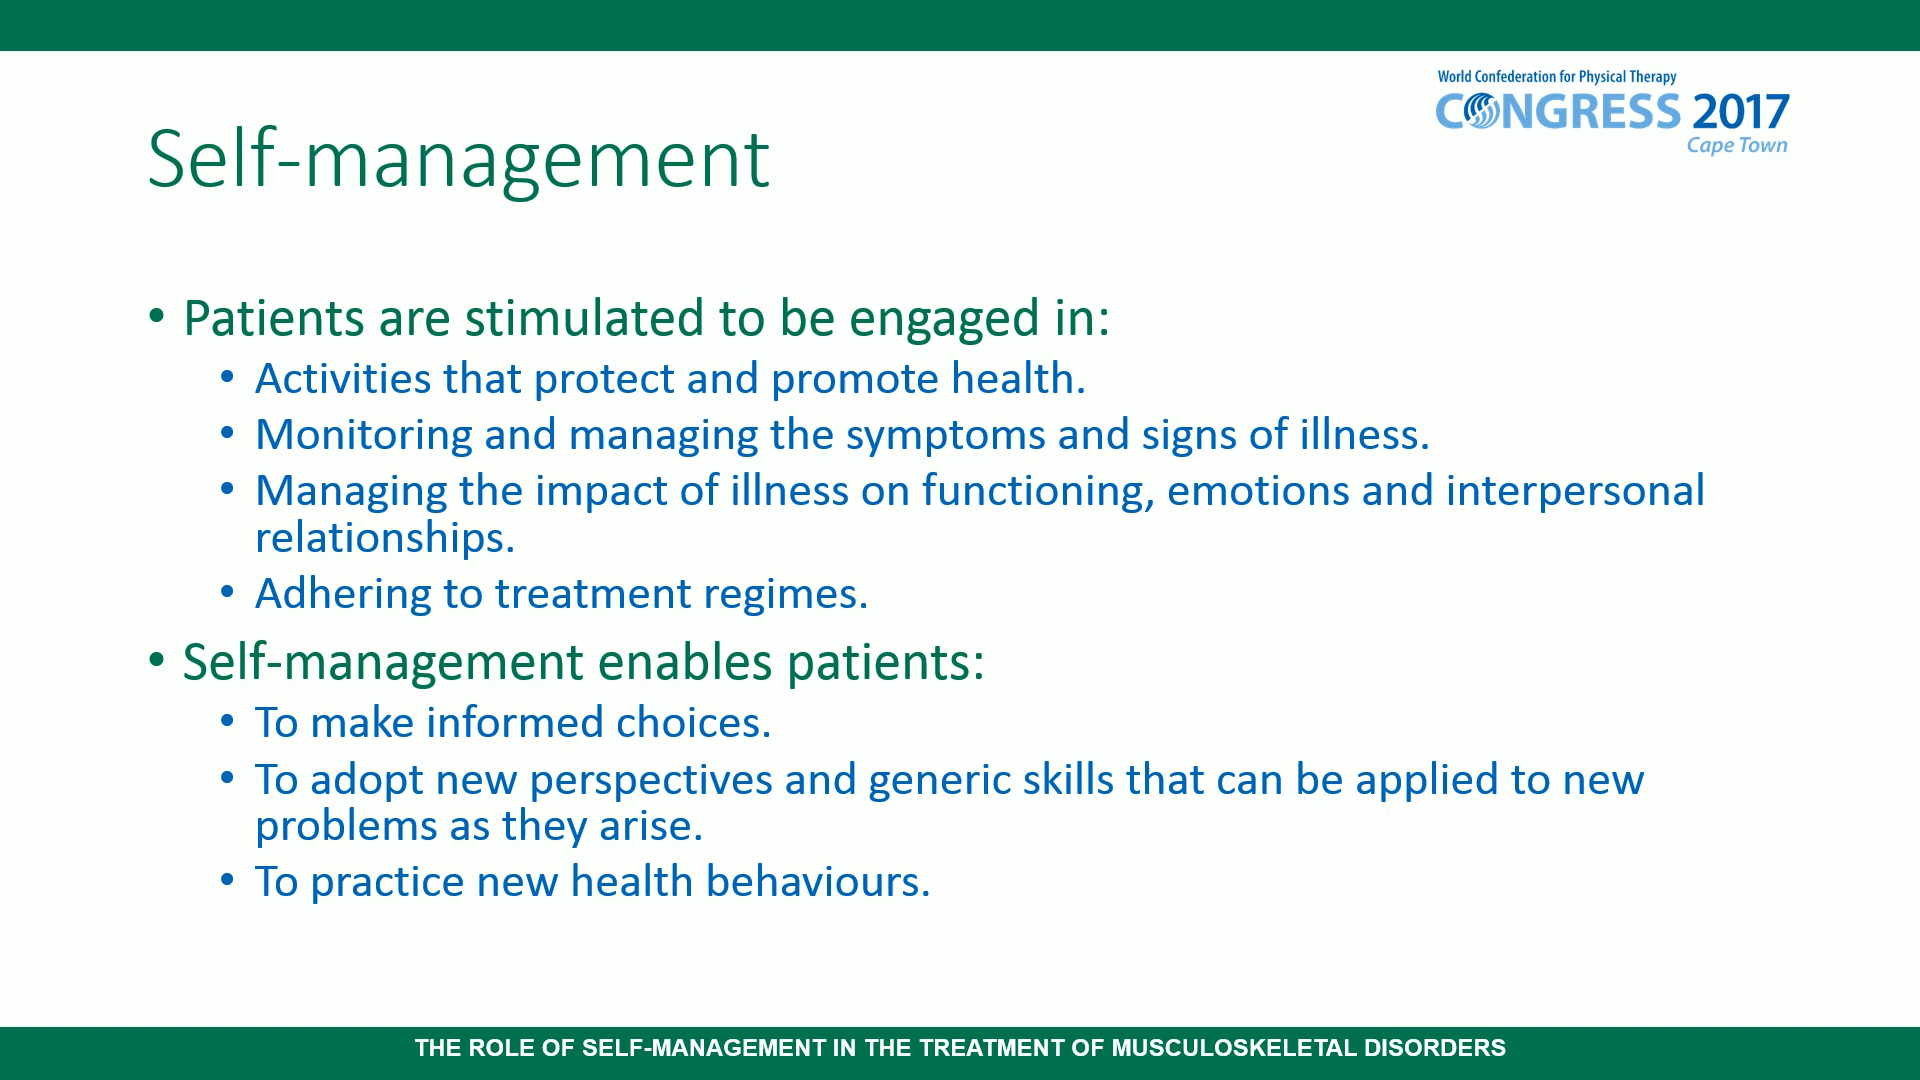 World Confederation for Physical Therapy
CONGRESS 2017
Cape Town
Self-management
• Patients are stimulated to be engaged in:
• Activities that protect and promote health.
• Monitoring and managing the symptoms and signs of illness.
• Managing the impact of illness on functioning, emotions and interpersonal
relationships.
• Adhering to treatment regimes.
• Self-management enables patients:
• To make informed choices.
• To adopt new perspectives and generic skills that can be applied to new
problems as they arise.
• To practice new health behaviours.
THE ROLE OF SELF-MANAGEMENT IN THE TREATMENT OF MUSCULOSKELETAL DISORDERS